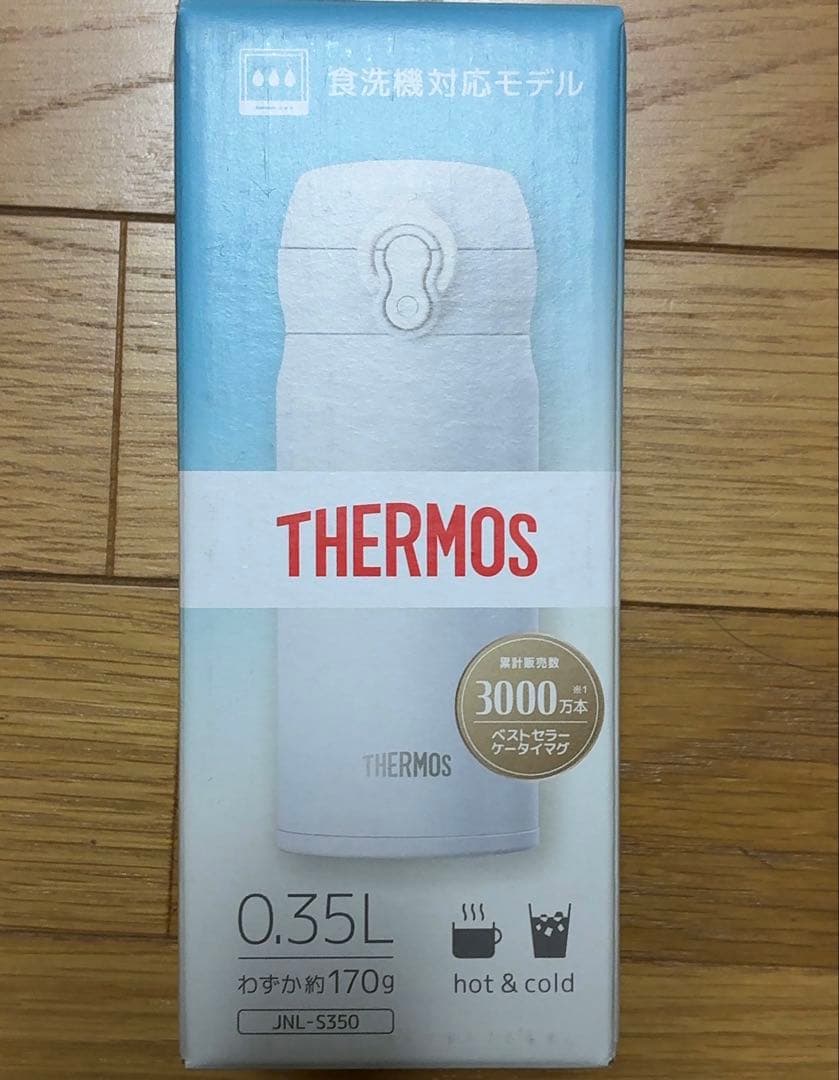 食洗機対応モデル
THERMOS
累計販売数
3000万本 ※1
ベストセラー
ケータイマグ
THERMOS
0.35L
わずか約170g
JNL-S350
hot & cold